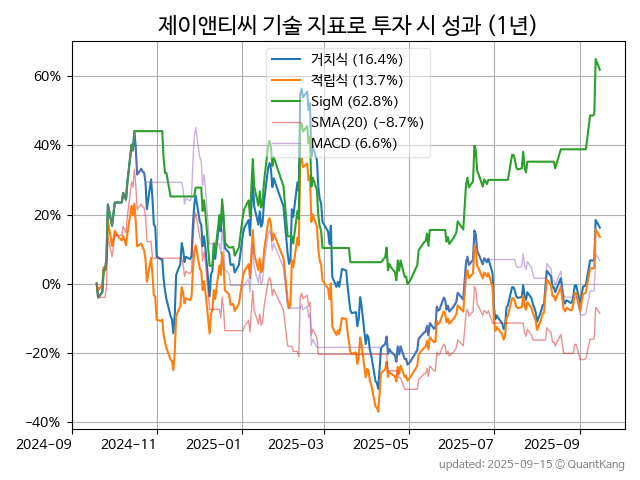 제이앤티씨 기술 지표로 투자 시 성과 (1년)
거치식 (16.4%)
적립식 (13.7%)
SigM (62.8%)
SMA(20) (−8.7%)
MACD (6.6%)
60%
40%
20%
0%
−20%
−40%
2024-09
2024-11
2025-01
2025-03
2025-05
2025-07
2025-09
updated: 2025-09-15 ⓒ QuantKang